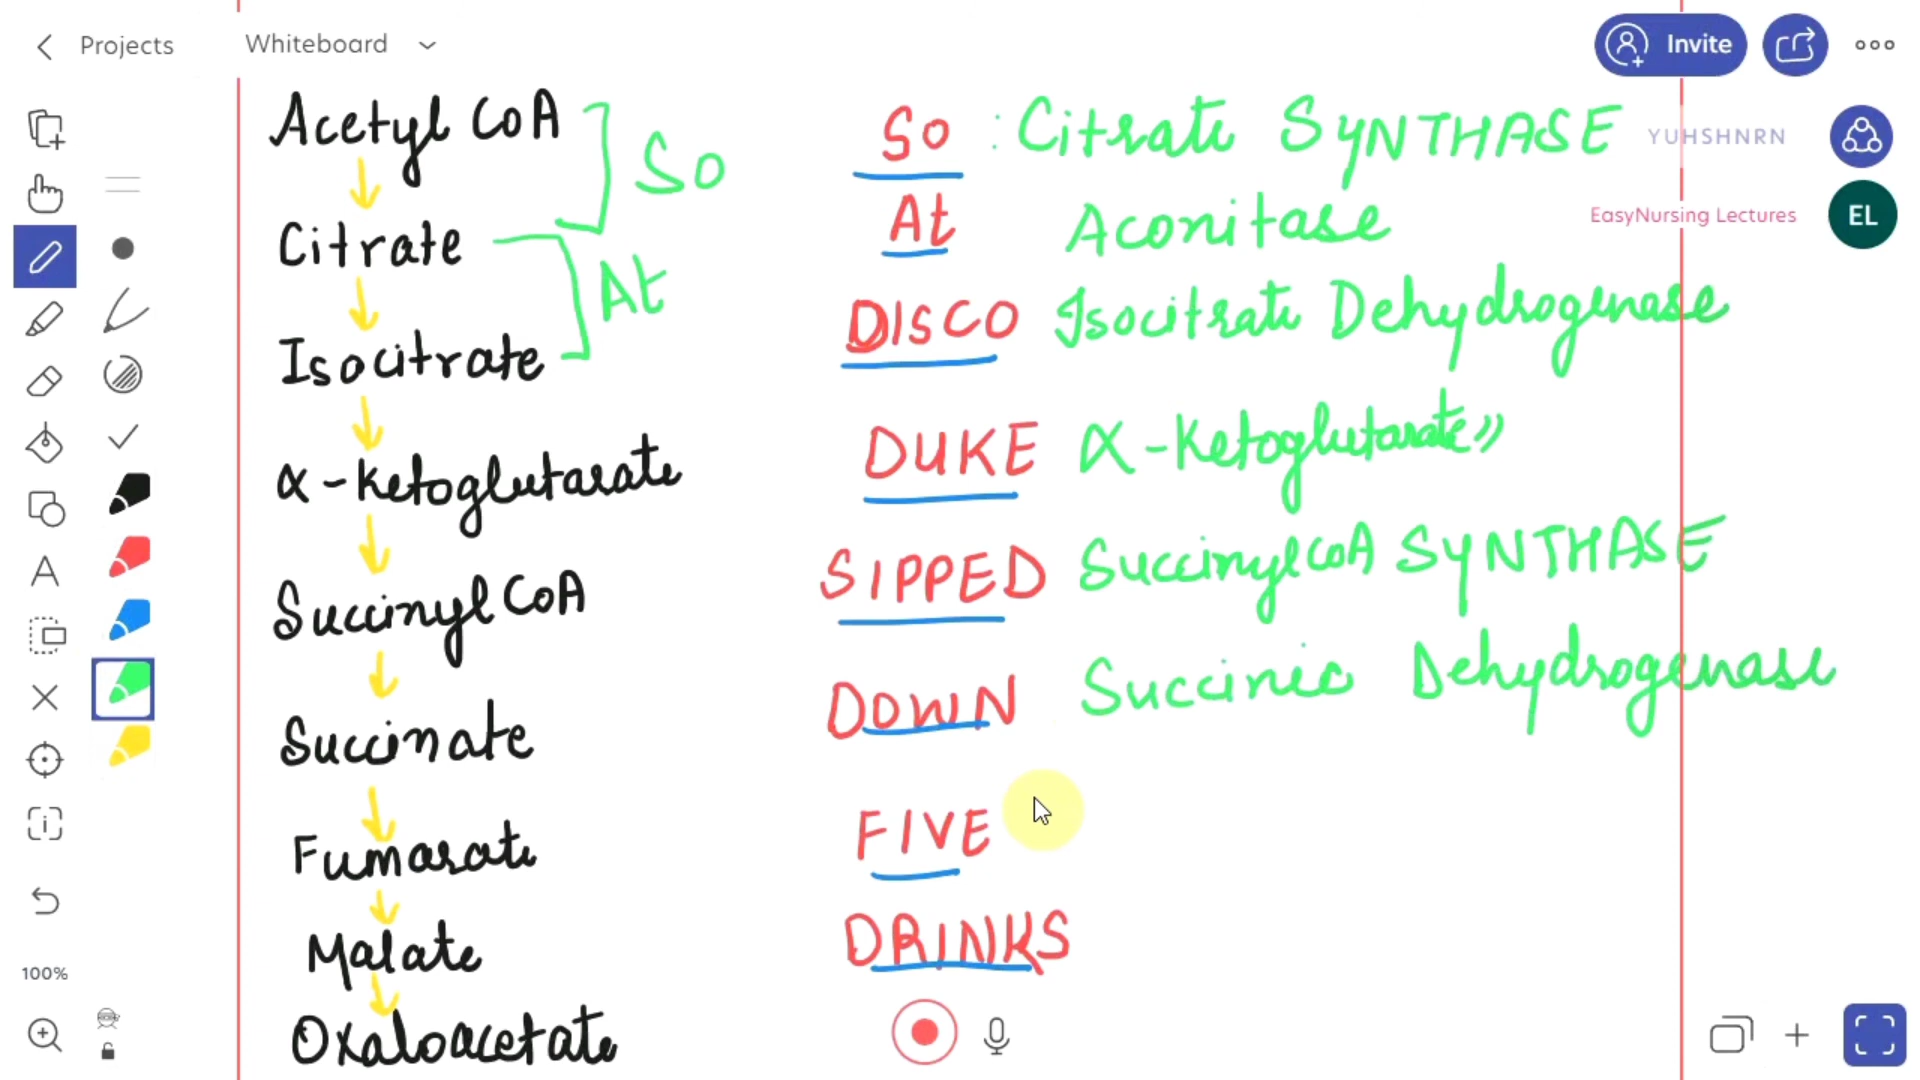 Projects
Whiteboard
Invite
Acetyl CoA
So
So : Citrate SYNTHASE
YUHSHNRN
EasyNursing Lectures
EL
Citrate
At
At Aconitase
Isocitrate
DISCO Isocitrate Dehydrogenase
α-Ketoglutarate
DUKE α-Ketoglutarate〃
Succinyl CoA
SIPPED Succinyl CoA SYNTHASE
Succinate
DOWN Succinic Dehydrogenase
Fumarate
FIVE
Malate
DRINKS
Oxaloacetate
A
100%